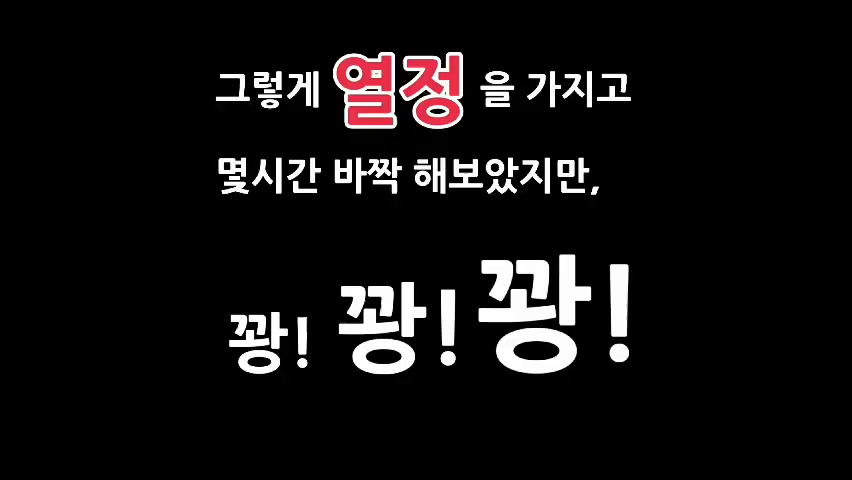 그렇게 열정 을 가지고
몇시간 바짝 해보았지만,
꽝! 꽝! 꽝!